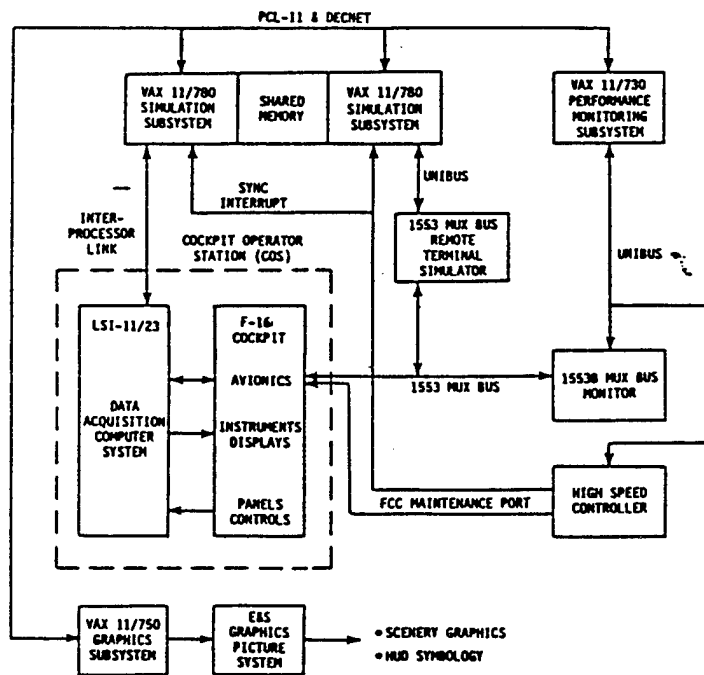 PCL-11 & DECNET
VAX 11/780
SIMULATION
SUBSYSTEM
SHARED
MEMORY
VAX 11/780
SIMULATION
SUBSYSTEM
VAX 11/730
PERFORMANCE
MONITORING
SUBSYSTEM
SYNC
INTERRUPT
UNIBUS
INTER-
PROCESSOR
LINK
COCKPIT OPERATOR
STATION (COS)
1553 MUX BUS
REMOTE
TERMINAL
SIMULATOR
UNIBUS
LSI-11/23
DATA
ACQUISITION
COMPUTER
SYSTEM
F-16
COCKPIT
AVIONICS
INSTRUMENTS
DISPLAYS
PANELS
CONTROLS
1553 MUX BUS
1553B MUX BUS
MONITOR
FCC MAINTENANCE PORT
HIGH SPEED
CONTROLLER
VAX 11/750
GRAPHICS
SUBSYSTEM
E&S
GRAPHICS
PICTURE
SYSTEM
• SCENERY GRAPHICS
• HUD SYMBOLOGY